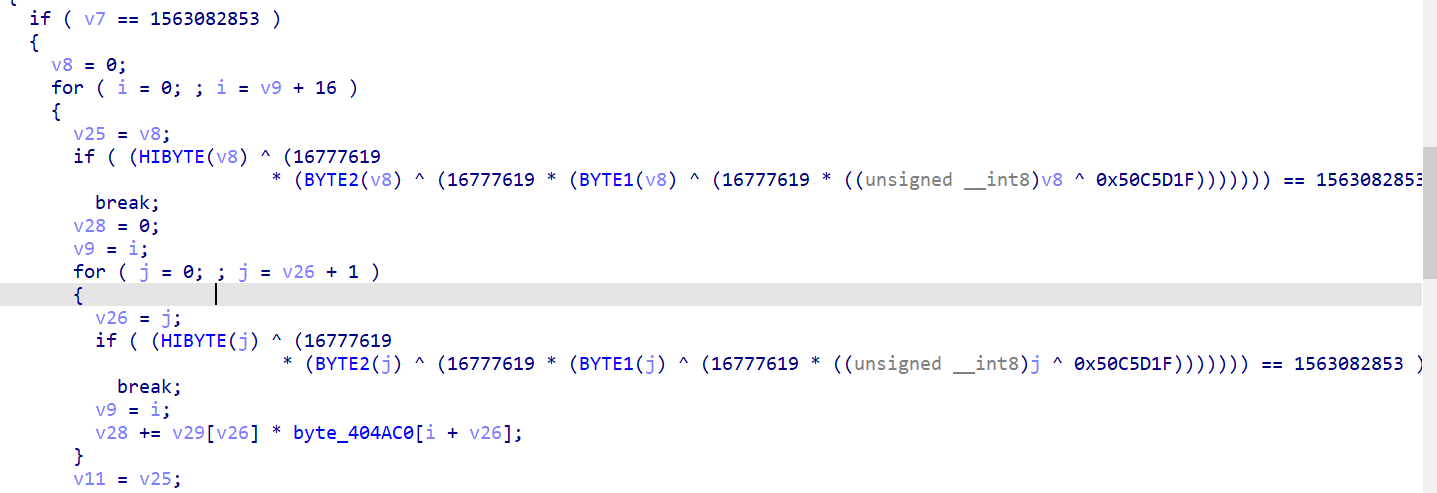 if ( v7 == 1563082853 )
{
v8 = 0;
for ( i = 0; ; i = v9 + 16 )
{
v25 = v8;
if ( (HIBYTE(v8) ^ (16777619
* (BYTE2(v8) ^ (16777619 * (BYTE1(v8) ^ (16777619 * ((unsigned __int8)v8 ^ 0x50C5D1F))))))) == 1563082853
break;
v28 = 0;
v9 = i;
for ( j = 0; ; j = v26 + 1 )
{
v26 = j;
if ( (HIBYTE(j) ^ (16777619
* (BYTE2(j) ^ (16777619 * (BYTE1(j) ^ (16777619 * ((unsigned __int8)j ^ 0x50C5D1F))))))) == 1563082853 )
break;
v9 = i;
v28 += v29[v26] * byte_404AC0[i + v26];
}
v11 = v25;